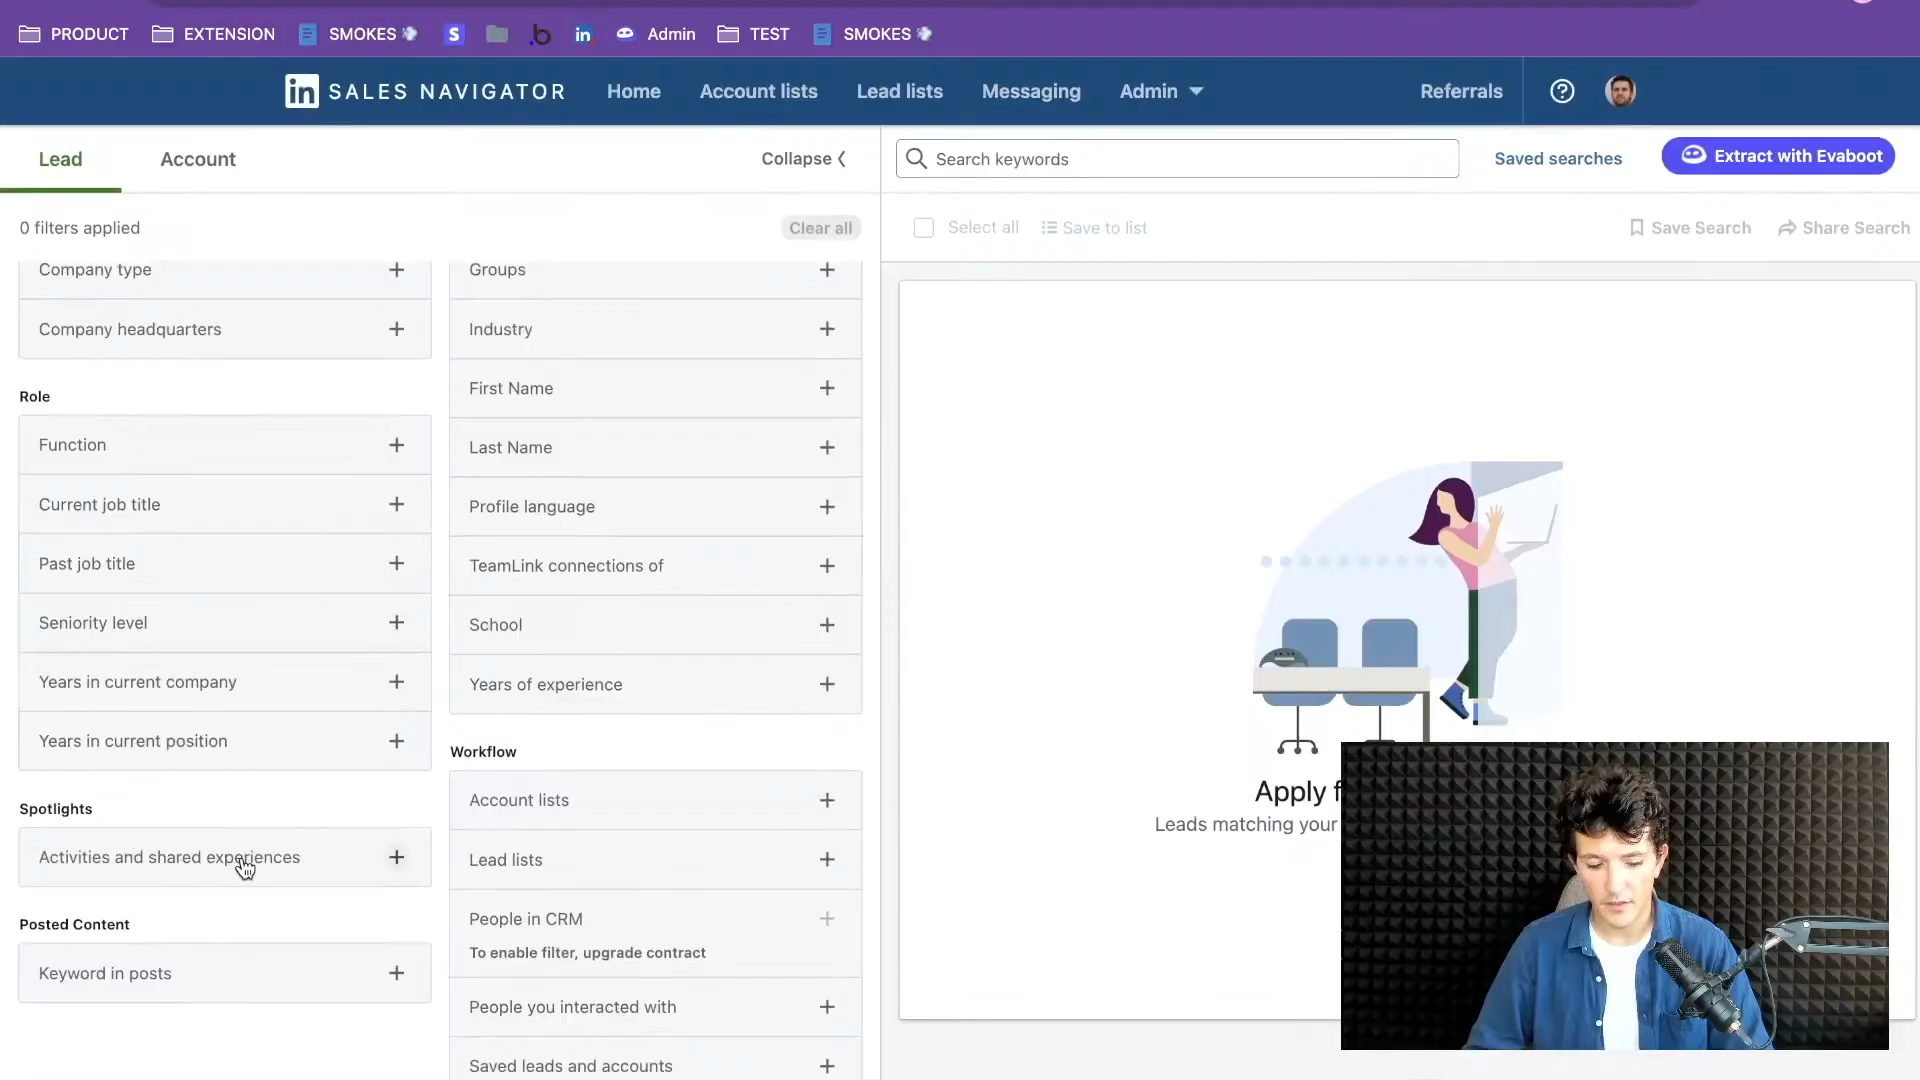 PRODUCT EXTENSION SMOKES S b in Admin TEST SMOKES
in SALES NAVIGATOR Home Account lists Lead lists Messaging Admin Referrals ?
Lead Account Collapse Search keywords Saved searches Extract with Evaboot
0 filters applied Clear all Select all Save to list Save Search Share Search
Company type +
Company headquarters +
Role
Function +
Current job title +
Past job title +
Seniority level +
Years in current company +
Years in current position +
Spotlights
Activities and shared experiences +
Posted Content
Keyword in posts +
Groups +
Industry +
First Name +
Last Name +
Profile language +
TeamLink connections of +
School +
Years of experience +
Workflow
Account lists +
Lead lists +
People in CRM +
To enable filter, upgrade contract
People you interacted with +
Saved leads and accounts +
Apply f
Leads matching your